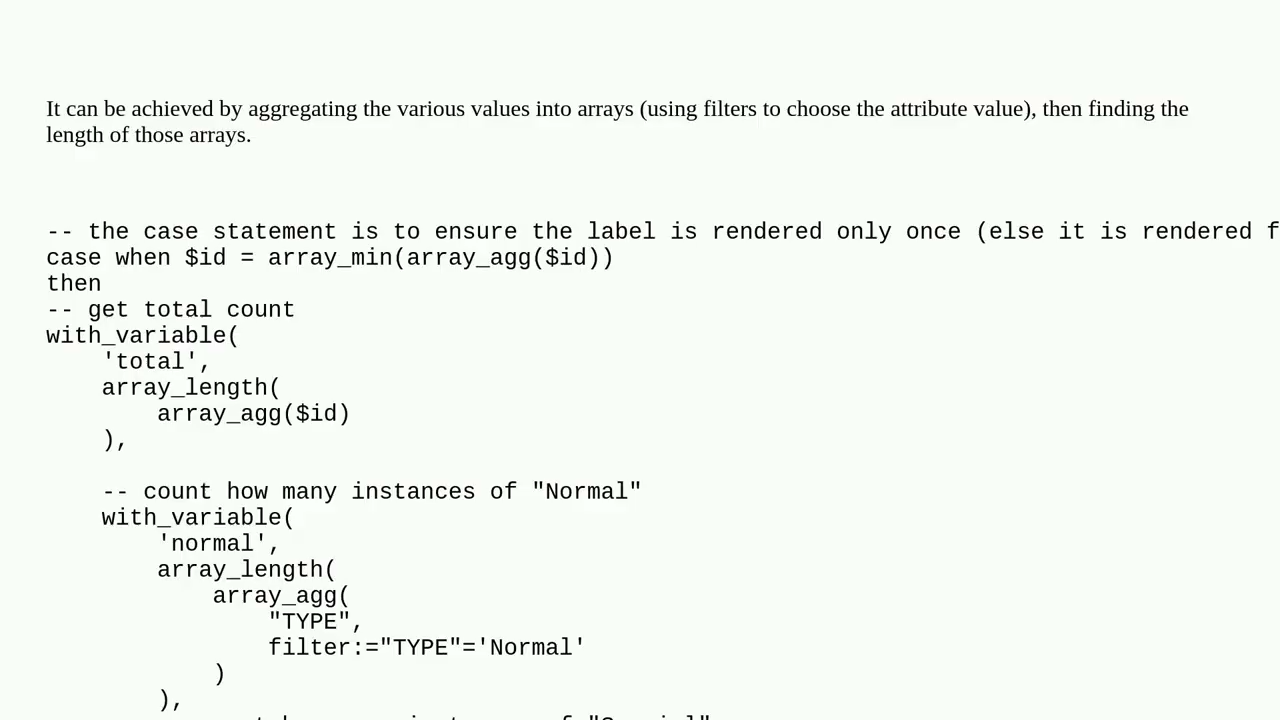 It can be achieved by aggregating the various values into arrays (using filters to choose the attribute value), then finding the
length of those arrays.
-- the case statement is to ensure the label is rendered only once (else it is rendered
case when $id = array_min(array_agg($id))
then
-- get total count
with_variable(
    'total',
    array_length(
        array_agg($id)
    ),
    -- count how many instances of "Normal"
    with_variable(
        'normal',
        array_length(
            array_agg(
                "TYPE",
                filter:="TYPE"='Normal'
            )
        ),